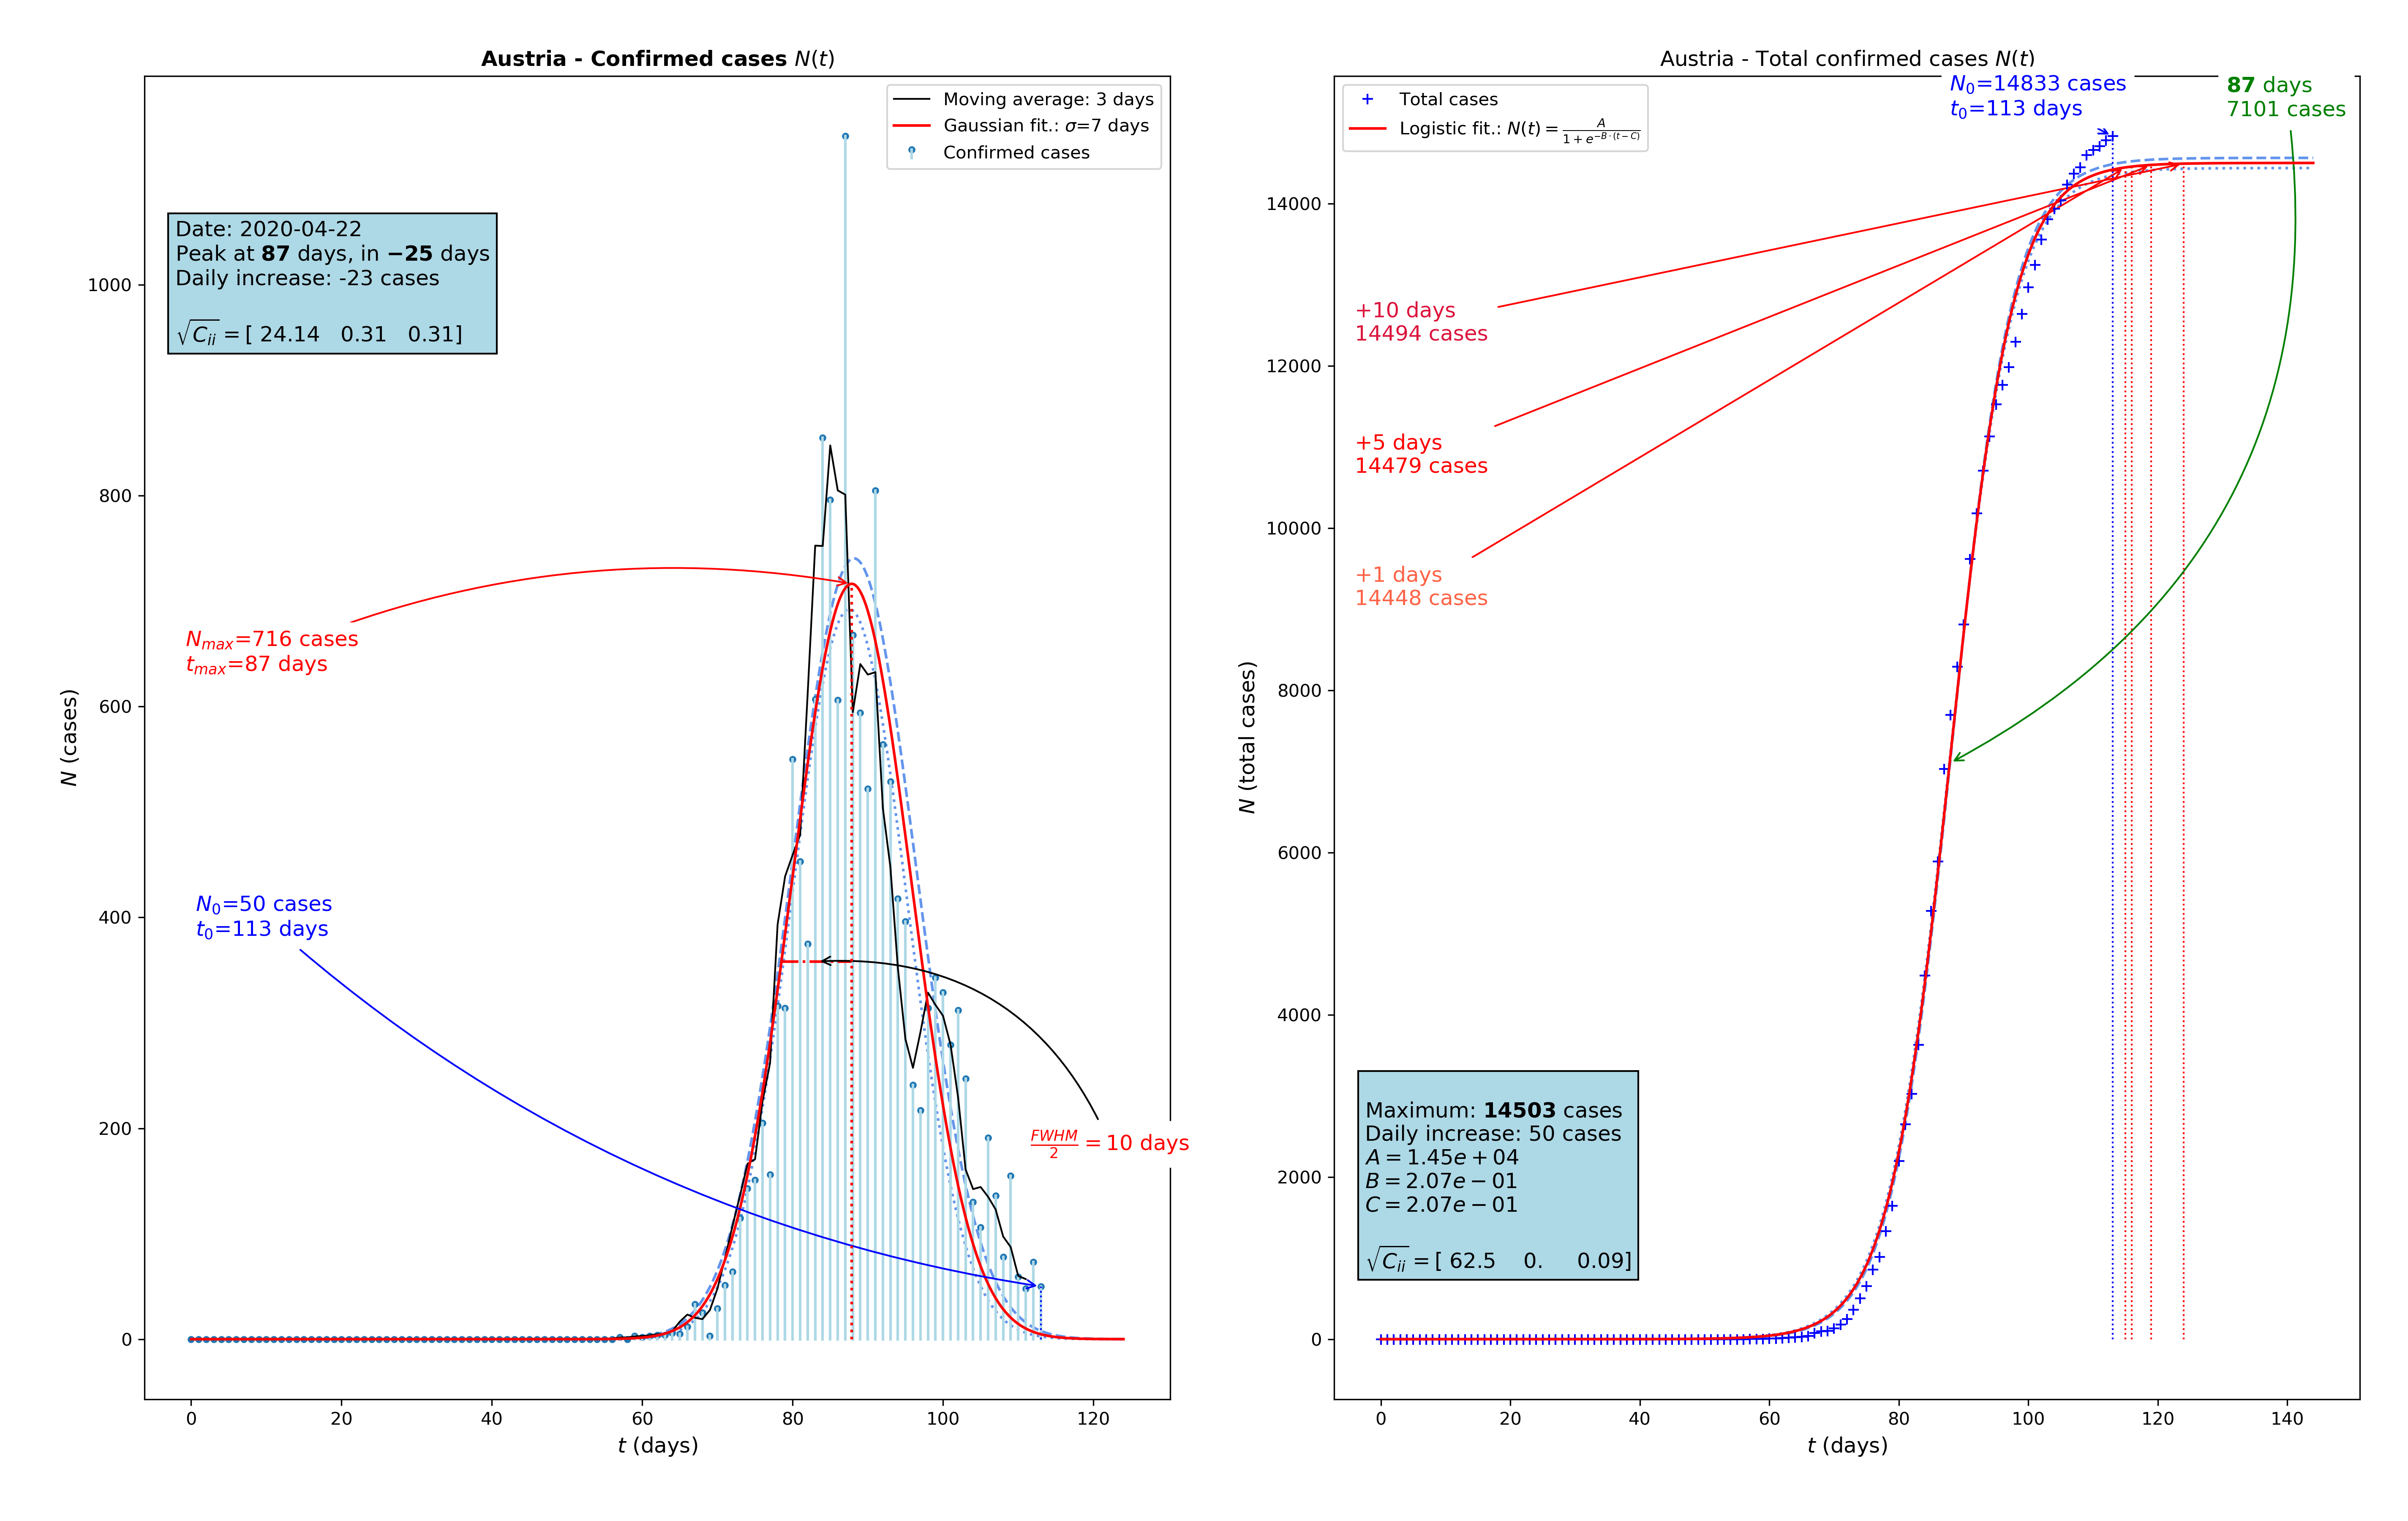 Austria - Confirmed cases N(t)
Moving average: 3 days
Gaussian fit.: σ=7 days
Confirmed cases
Date: 2020-04-22
Peak at 87 days, in −25 days
Daily increase: -23 cases
√C_ii = [ 24.14 0.31 0.31]
N_max=716 cases
t_max=87 days
N_0=50 cases
t_0=113 days
FWHM/2 = 10 days
1000
800
600
400
200
0
N (cases)
0 20 40 60 80 100 120
t (days)
Austria - Total confirmed cases N(t)
Total cases
Logistic fit.: N(t) = A/(1 + e^{−B·(t−C)})
N_0=14833 cases
t_0=113 days
87 days
7101 cases
+10 days
14494 cases
+5 days
14479 cases
+1 days
14448 cases
Maximum: 14503 cases
Daily increase: 50 cases
A = 1.45e + 04
B = 2.07e − 01
C = 2.07e − 01
√C_ii = [ 62.5 0. 0.09]
14000
12000
10000
8000
6000
4000
2000
0
N (total cases)
0 20 40 60 80 100 120 140
t (days)